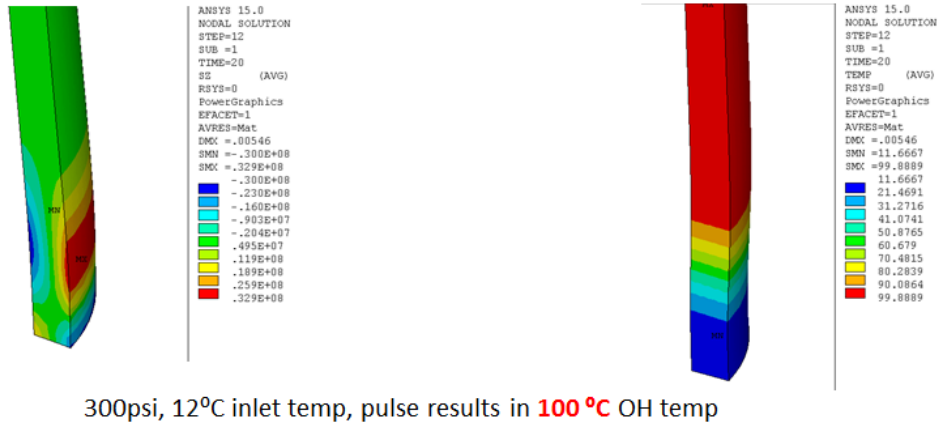 ANSYS 15.0
NODAL SOLUTION
STEP=12
SUB =1
TIME=20
SZ (AVG)
RSYS=0
PowerGraphics
EFACET=1
AVRES=Mat
DMX =.00546
SMN =-.300E+08
SMX =.329E+08
-.300E+08
-.230E+08
-.160E+08
-.903E+07
-.204E+07
.495E+07
.119E+08
.189E+08
.259E+08
.329E+08
MN
MX
ANSYS 15.0
NODAL SOLUTION
STEP=12
SUB =1
TIME=20
TEMP (AVG)
RSYS=0
PowerGraphics
EFACET=1
AVRES=Mat
DMX =.00546
SMN =11.6667
SMX =99.8889
11.6667
21.4691
31.2716
41.0741
50.8765
60.679
70.4815
80.2839
90.0864
99.8889
MX
MN
300psi, 12⁰C inlet temp, pulse results in 100 ⁰C OH temp